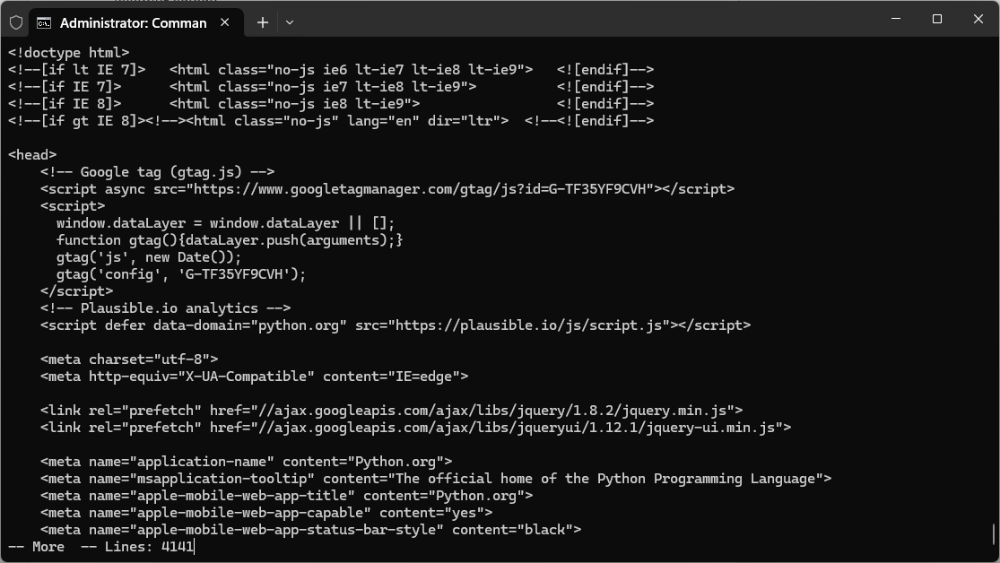 Administrator: Comman
<!doctype html>
<!--[if lt IE 7]>   <html class="no-js ie6 lt-ie7 lt-ie8 lt-ie9">   <![endif]-->
<!--[if IE 7]>      <html class="no-js ie7 lt-ie8 lt-ie9">          <![endif]-->
<!--[if IE 8]>      <html class="no-js ie8 lt-ie9">                 <![endif]-->
<!--[if gt IE 8]><!--><html class="no-js" lang="en" dir="ltr">  <!--<![endif]-->

<head>
    <!-- Google tag (gtag.js) -->
    <script async src="https://www.googletagmanager.com/gtag/js?id=G-TF35YF9CVH"></script>
    <script>
      window.dataLayer = window.dataLayer || [];
      function gtag(){dataLayer.push(arguments);}
      gtag('js', new Date());
      gtag('config', 'G-TF35YF9CVH');
    </script>
    <!-- Plausible.io analytics -->
    <script defer data-domain="python.org" src="https://plausible.io/js/script.js"></script>

    <meta charset="utf-8">
    <meta http-equiv="X-UA-Compatible" content="IE=edge">

    <link rel="prefetch" href="//ajax.googleapis.com/ajax/libs/jquery/1.8.2/jquery.min.js">
    <link rel="prefetch" href="//ajax.googleapis.com/ajax/libs/jqueryui/1.12.1/jquery-ui.min.js">

    <meta name="application-name" content="Python.org">
    <meta name="msapplication-tooltip" content="The official home of the Python Programming Language">
    <meta name="apple-mobile-web-app-title" content="Python.org">
    <meta name="apple-mobile-web-app-capable" content="yes">
    <meta name="apple-mobile-web-app-status-bar-style" content="black">
-- More  -- Lines: 4141